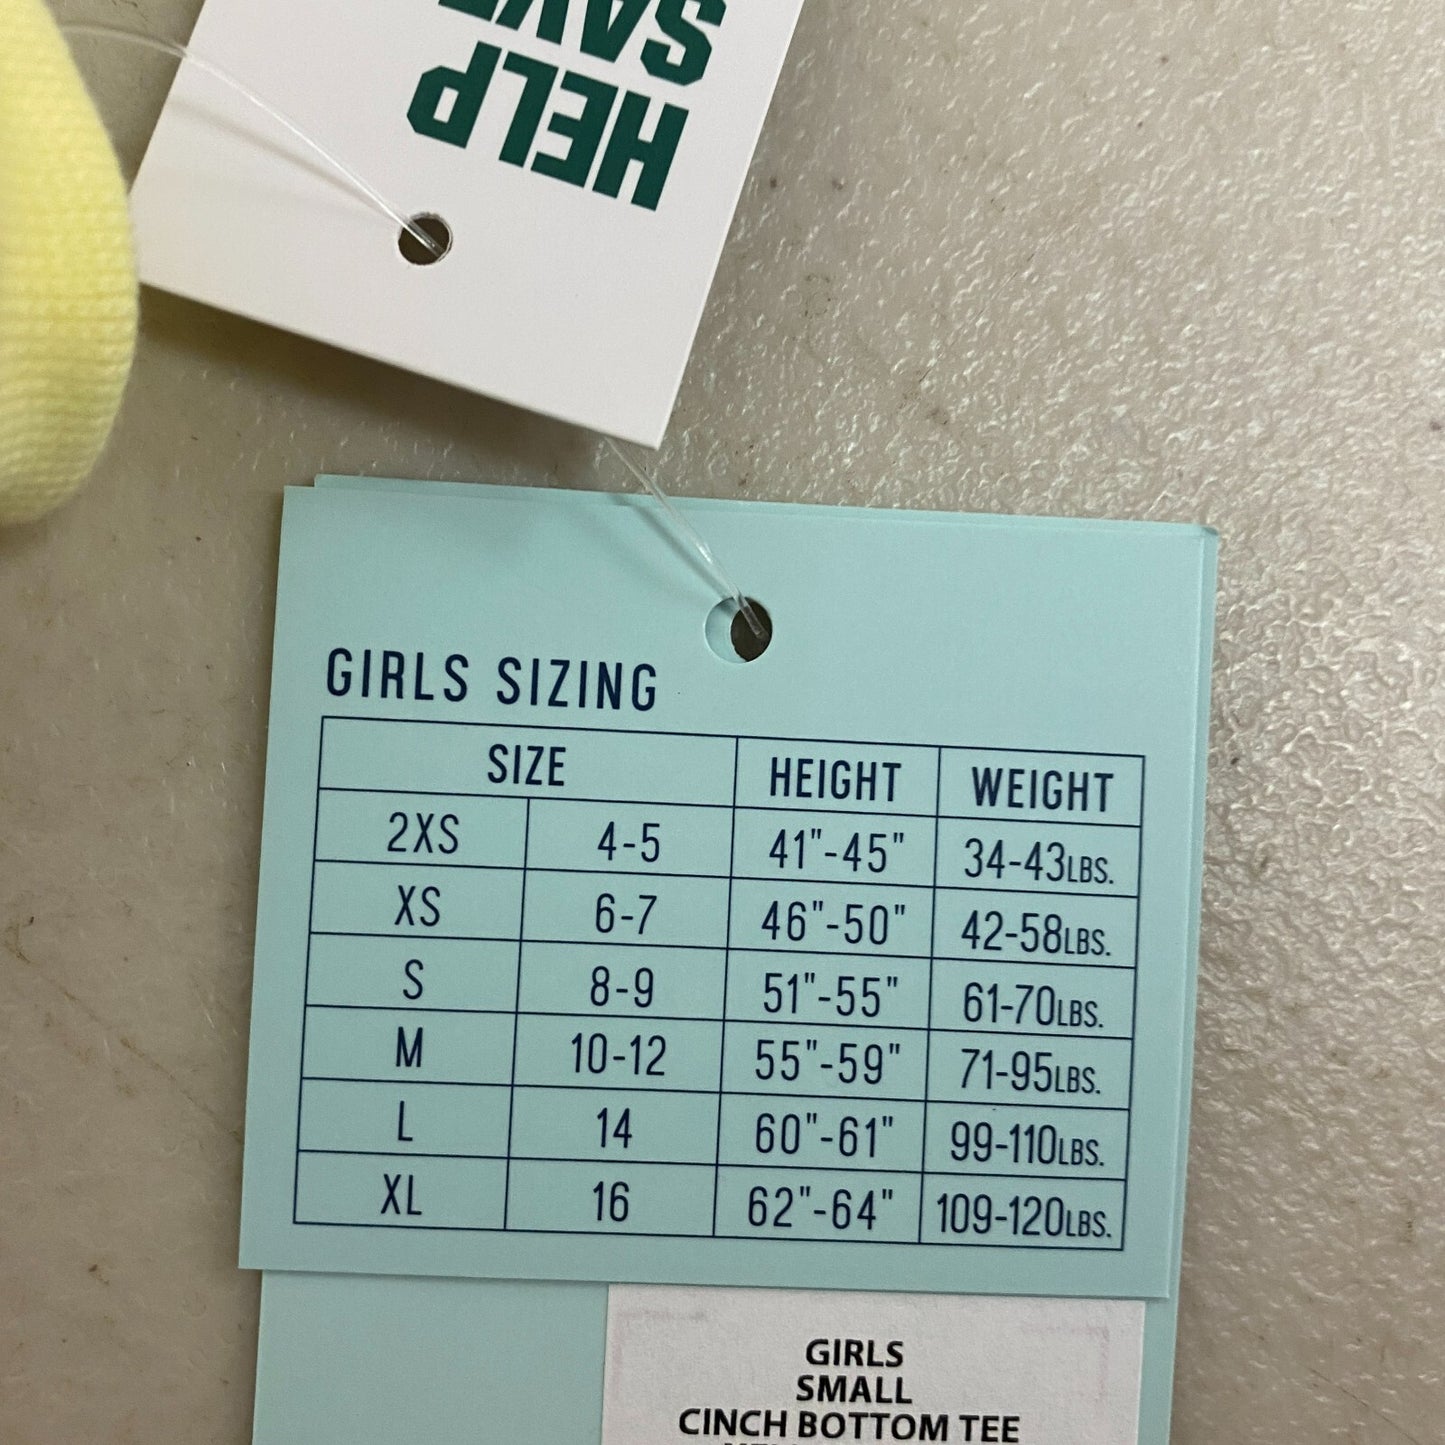 HELP
SAVE
GIRLS SIZING
SIZE HEIGHT WEIGHT
2XS 4-5 41"-45" 34-43LBS.
XS 6-7 46"-50" 42-58LBS.
S 8-9 51"-55" 61-70LBS.
M 10-12 55"-59" 71-95LBS.
L 14 60"-61" 99-110LBS.
XL 16 62"-64" 109-120LBS.
GIRLS
SMALL
CINCH BOTTOM TEE